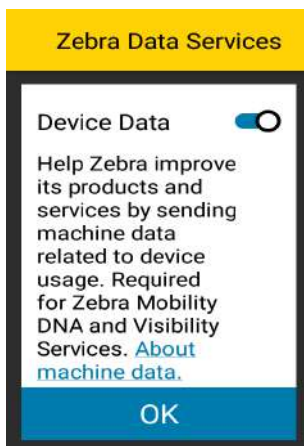 Zebra Data Services
Device Data
Help Zebra improve
its products and
services by sending
machine data
related to device
usage. Required
for Zebra Mobility
DNA and Visibility
Services. About
machine data.
OK